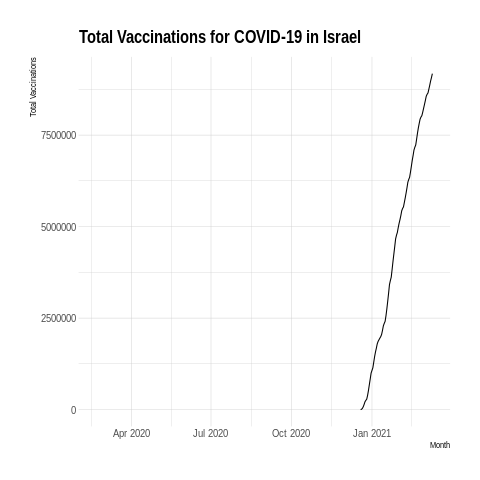 Total Vaccinations for COVID-19 in Israel
Total Vaccinations
7500000
5000000
2500000
0
Apr 2020
Jul 2020
Oct 2020
Jan 2021
Month